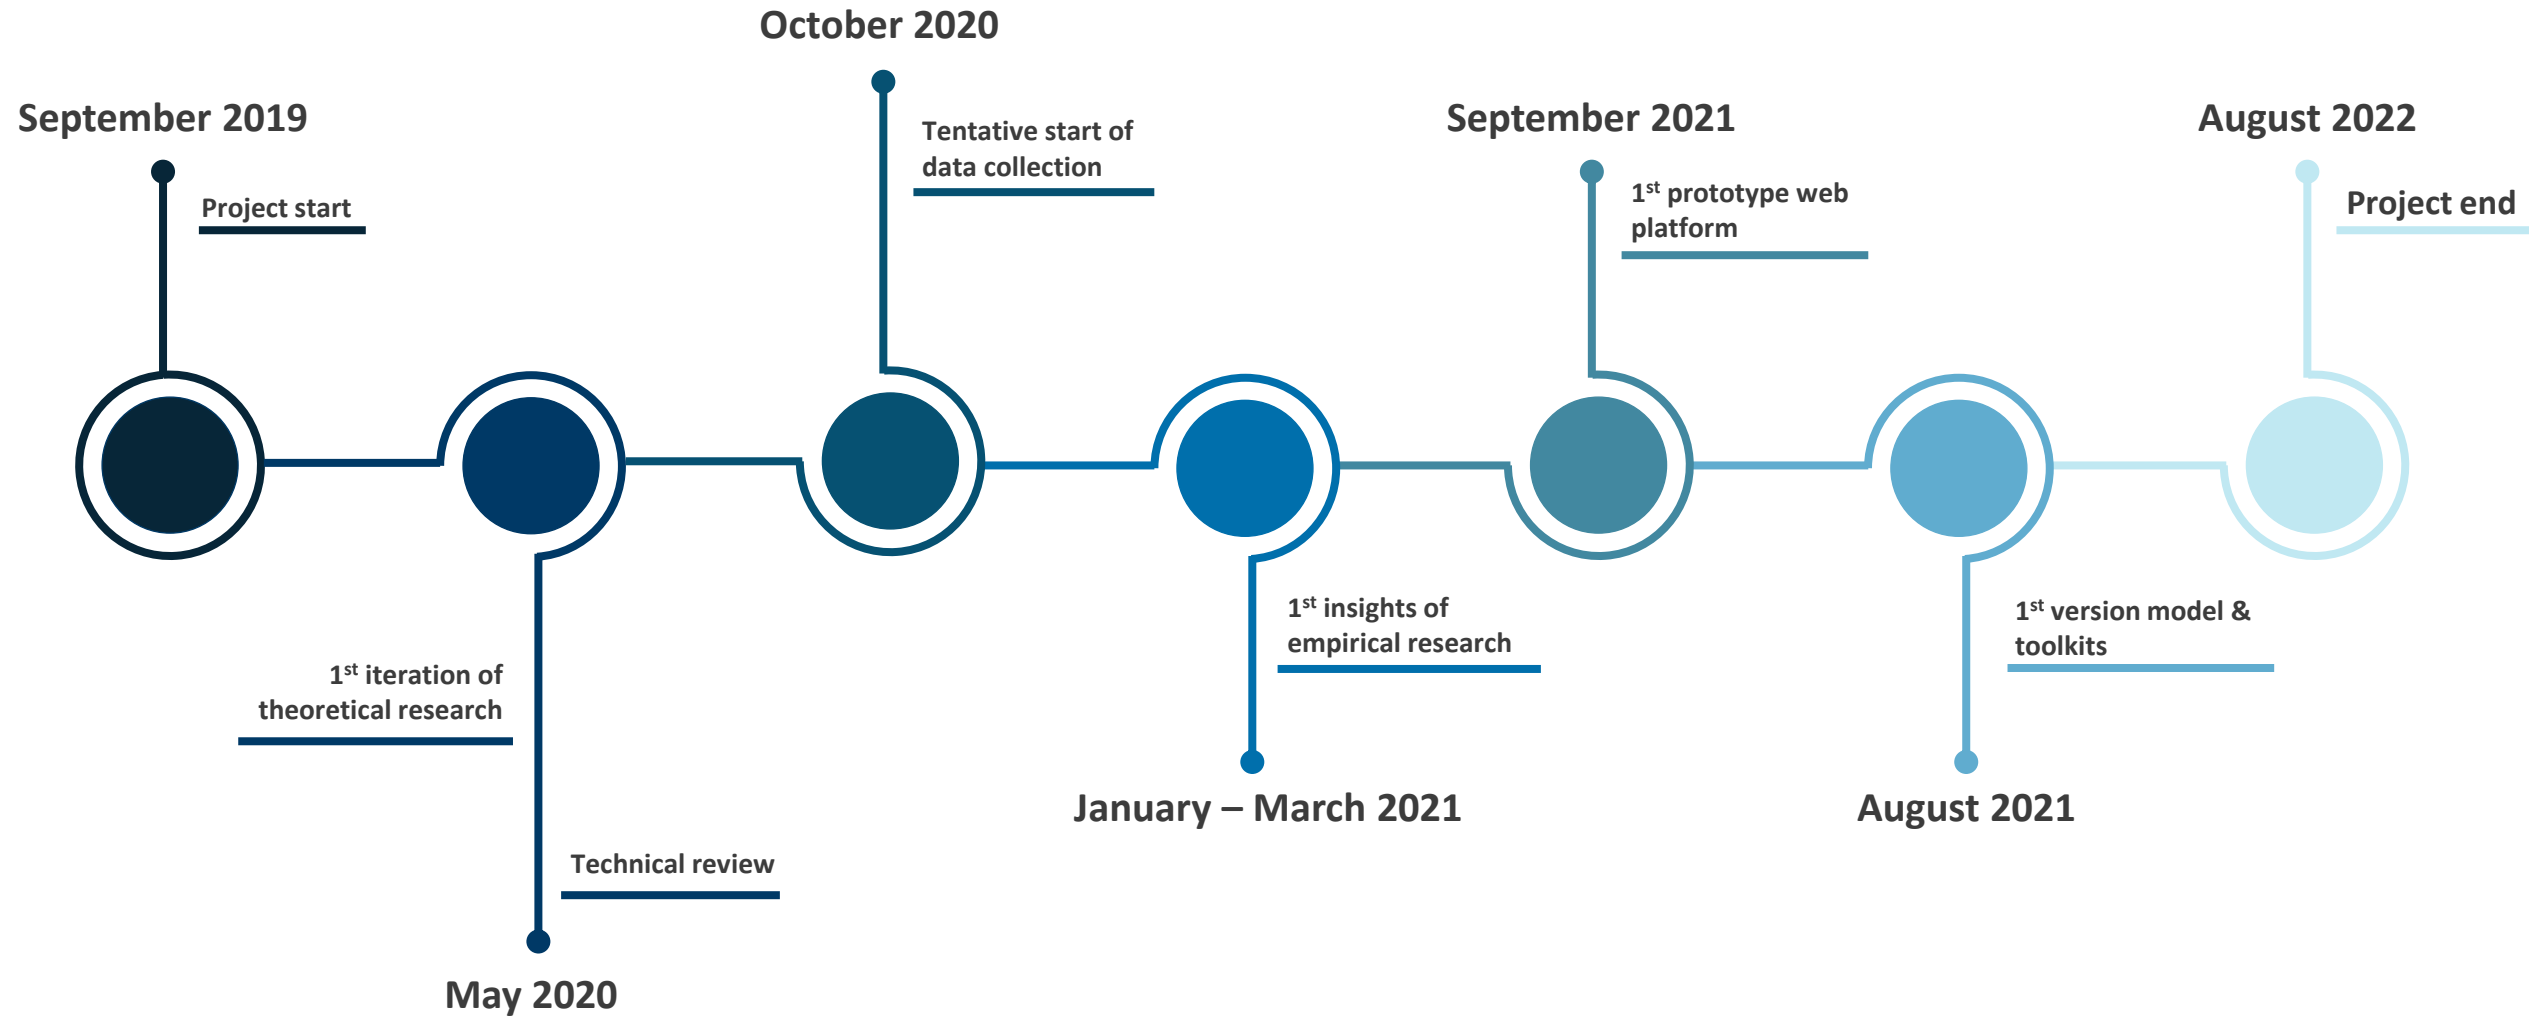 September 2019
Project start
1st iteration of
theoretical research
Technical review
May 2020
October 2020
Tentative start of
data collection
1st insights of
empirical research
January – March 2021
September 2021
1st prototype web
platform
1st version model &
toolkits
August 2021
August 2022
Project end